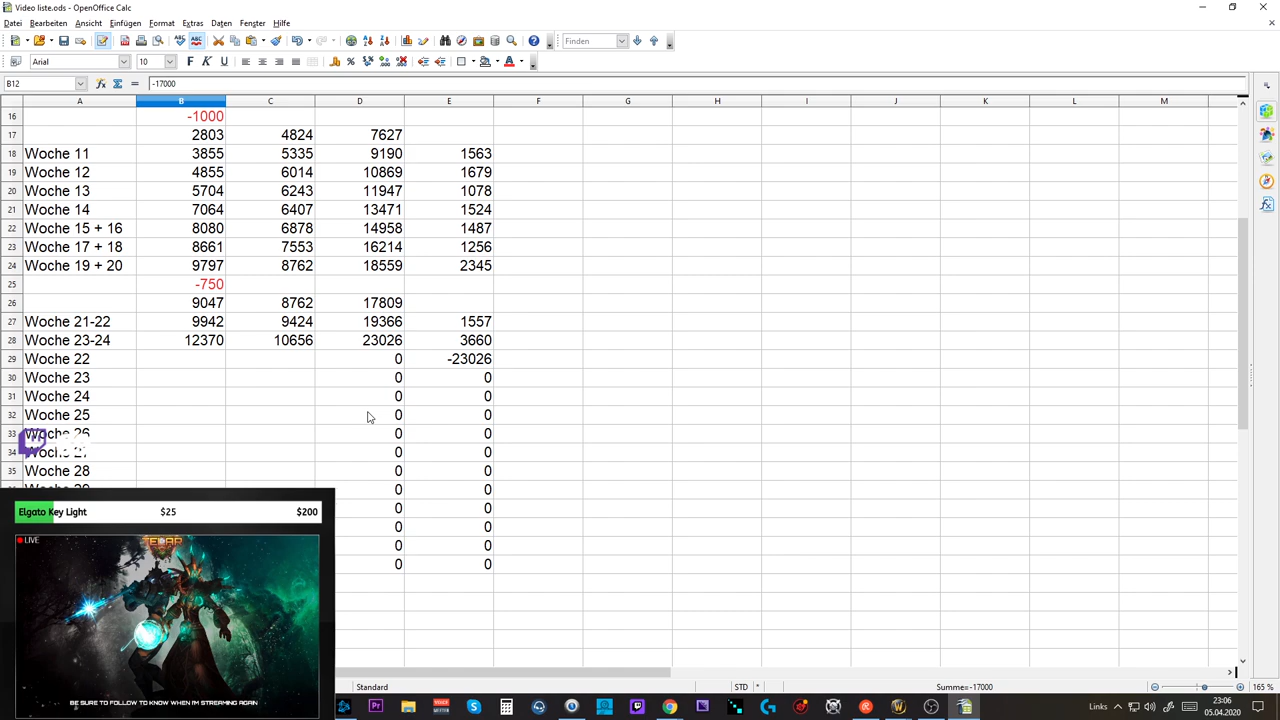 Video liste.ods - OpenOffice Calc
Datei Bearbeiten Ansicht Einfügen Format Extras Daten Fenster Hilfe
Finden
Arial 10
B12 -17000
A B C D E F G H I J K L M
16 -1000
17 2803 4824 7627
18 Woche 11 3855 5335 9190 1563
19 Woche 12 4855 6014 10869 1679
20 Woche 13 5704 6243 11947 1078
21 Woche 14 7064 6407 13471 1524
22 Woche 15 + 16 8080 6878 14958 1487
23 Woche 17 + 18 8661 7553 16214 1256
24 Woche 19 + 20 9797 8762 18559 2345
25 -750
26 9047 8762 17809
27 Woche 21-22 9942 9424 19366 1557
28 Woche 23-24 12370 10656 23026 3660
29 Woche 22 0 -23026
30 Woche 23 0 0
31 Woche 24 0 0
32 Woche 25 0 0
33 Woche 26 0 0
34 0 0
35 Woche 28 0 0
0 0
0 0
0 0
0 0
0 0
Elgato Key Light $25 $200
LIVE
BE SURE TO FOLLOW TO KNOW WHEN I'M STREAMING AGAIN
Standard STD * Summe=-17000 165 %
Links 23:06
05.04.2020